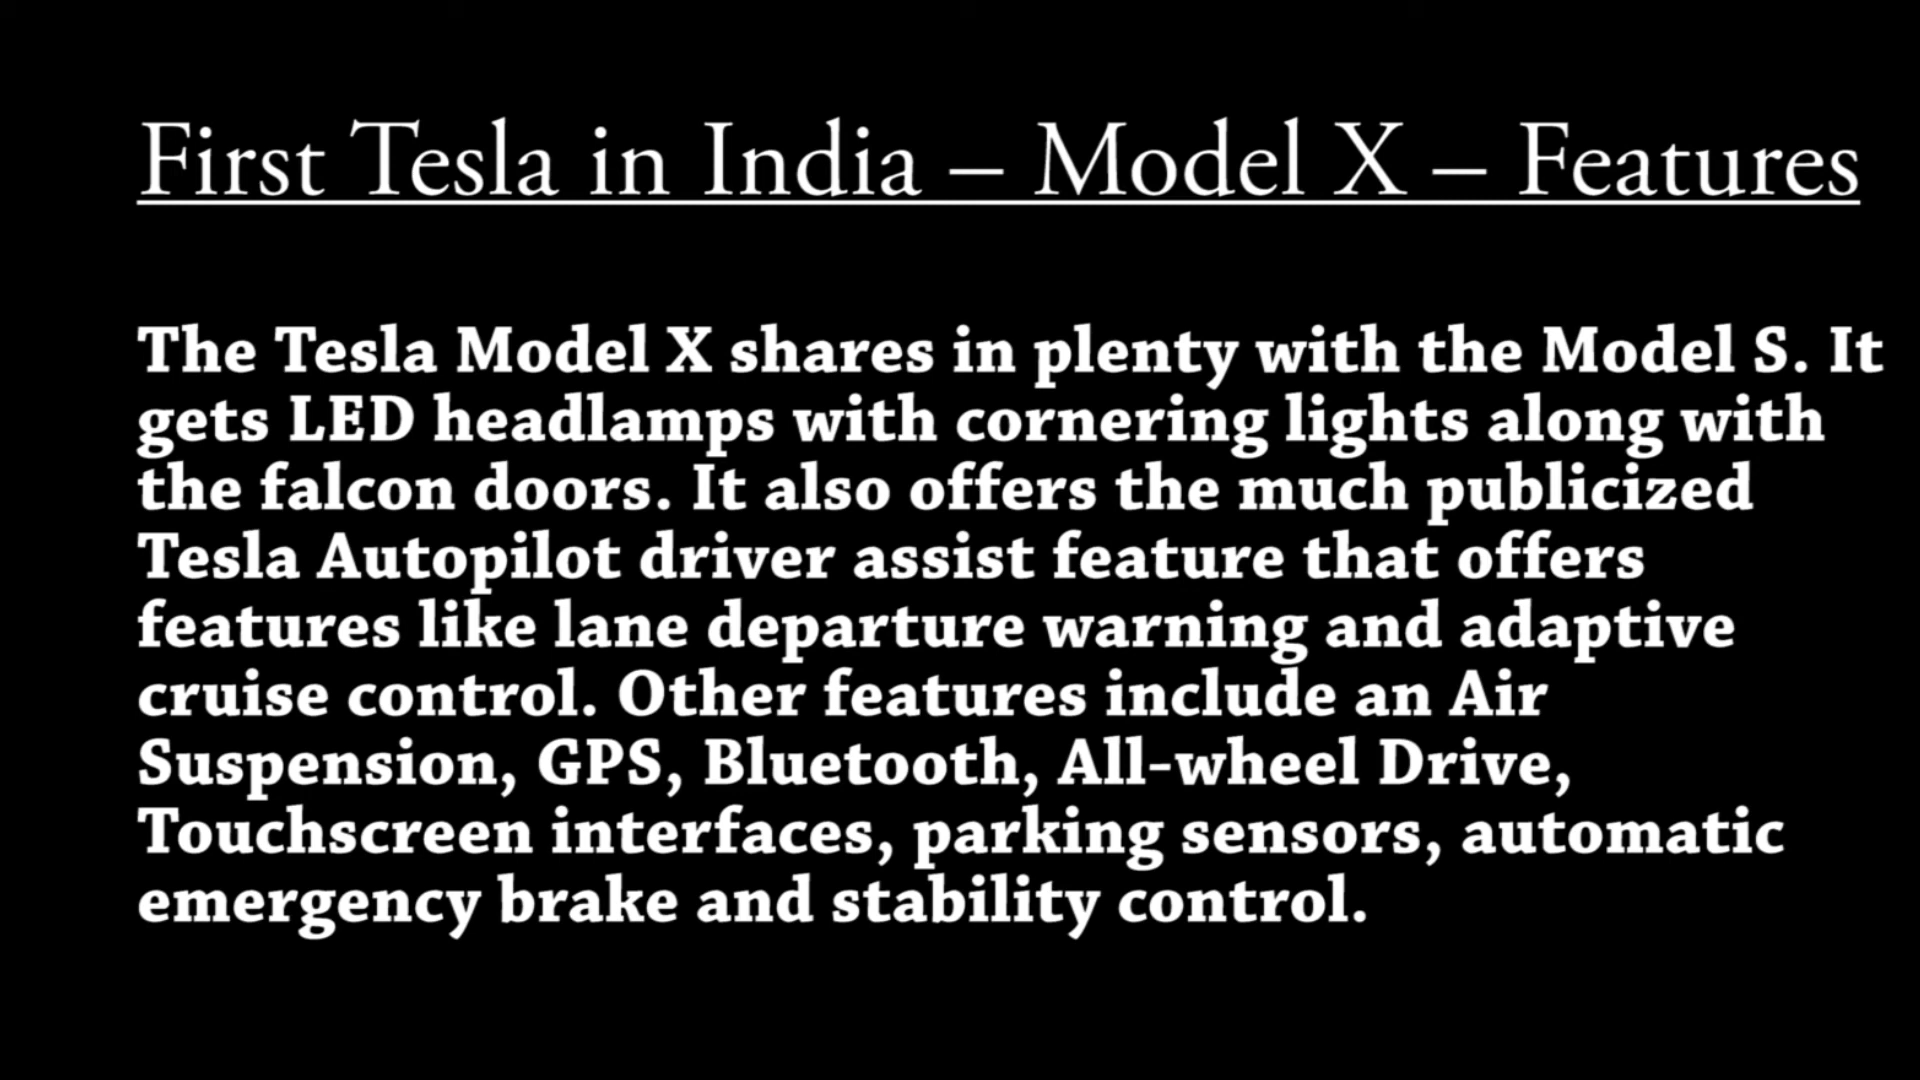 First Tesla in India – Model X – Features
The Tesla Model X shares in plenty with the Model S. It
gets LED headlamps with cornering lights along with
the falcon doors. It also offers the much publicized
Tesla Autopilot driver assist feature that offers
features like lane departure warning and adaptive
cruise control. Other features include an Air
Suspension, GPS, Bluetooth, All-wheel Drive,
Touchscreen interfaces, parking sensors, automatic
emergency brake and stability control.